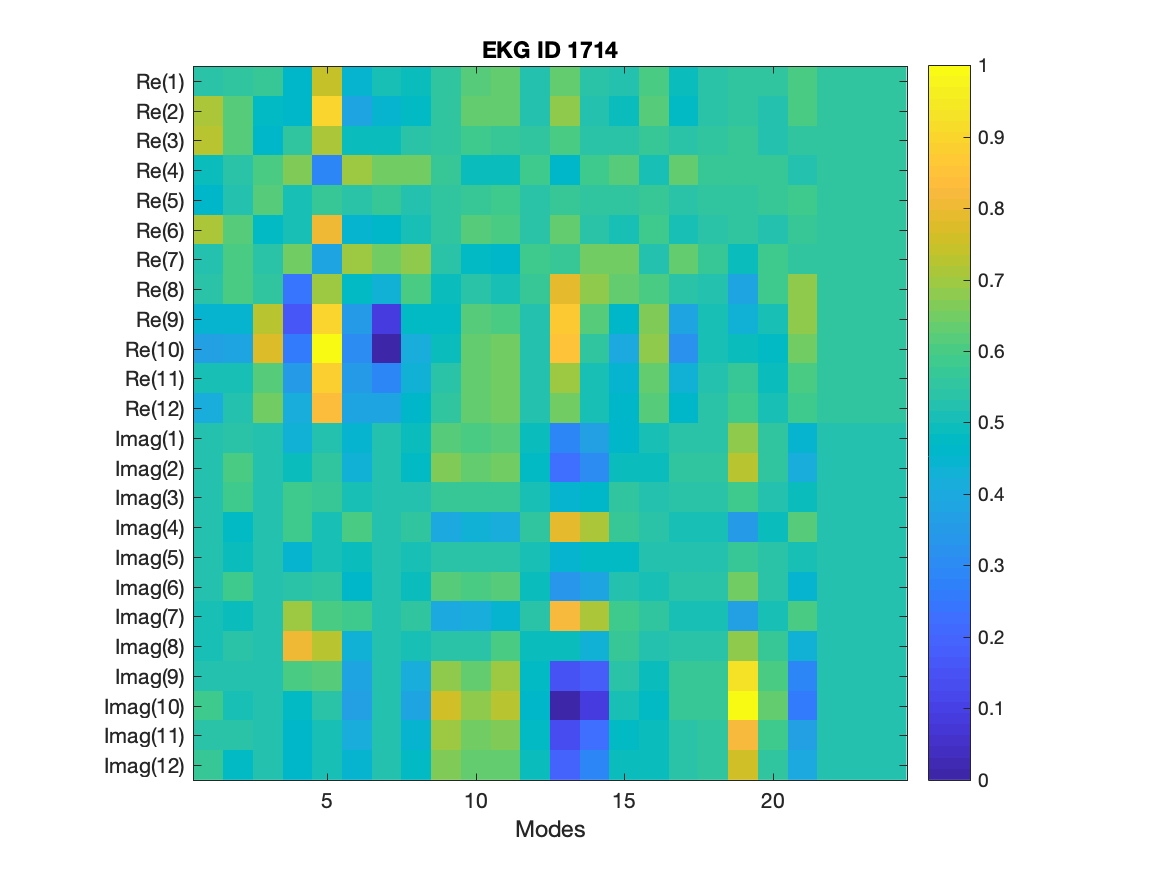 EKG ID 1714
Re(1)
Re(2)
Re(3)
Re(4)
Re(5)
Re(6)
Re(7)
Re(8)
Re(9)
Re(10)
Re(11)
Re(12)
Imag(1)
Imag(2)
Imag(3)
Imag(4)
Imag(5)
Imag(6)
Imag(7)
Imag(8)
Imag(9)
Imag(10)
Imag(11)
Imag(12)
5 10 15 20
Modes
1
0.9
0.8
0.7
0.6
0.5
0.4
0.3
0.2
0.1
0